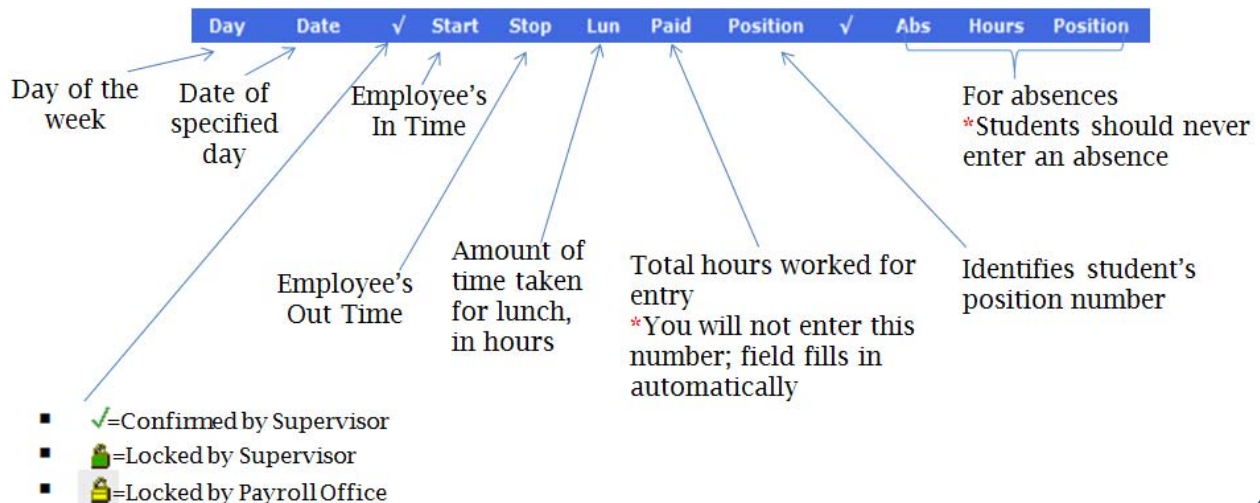 Day Date √ Start Stop Lun Paid Position √ Abs Hours Position
Day of the
week
Date of
specified
day
Employee's
In Time
For absences
*Students should never
enter an absence
Employee's
Out Time
Amount of
time taken
for lunch,
in hours
Total hours worked for
entry
*You will not enter this
number; field fills in
automatically
Identifies student's
position number
■ √=Confirmed by Supervisor
■ =Locked by Supervisor
■ =Locked by Payroll Office